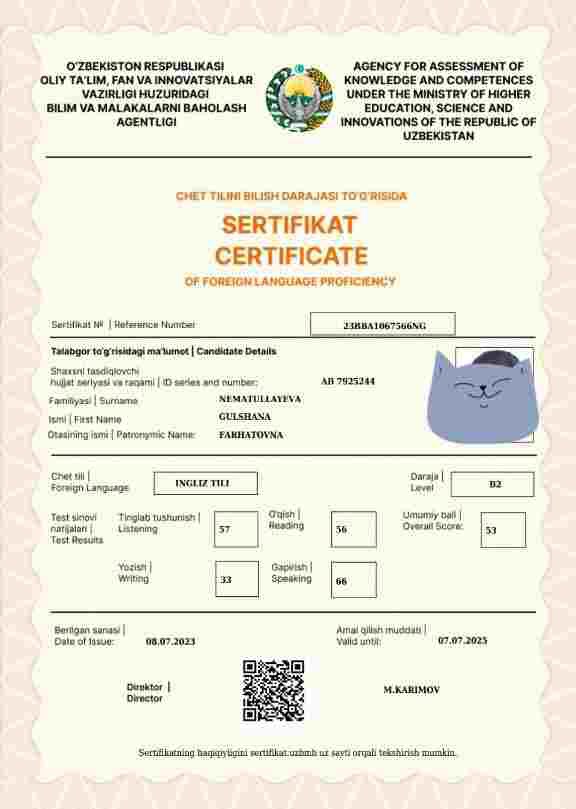 O'ZBEKISTON RESPUBLIKASI
OLIY TA'LIM, FAN VA INNOVATSIYALAR
VAZIRLIGI HUZURIDAGI
BILIM VA MALAKALARNI BAHOLASH
AGENTLIGI
AGENCY FOR ASSESSMENT OF
KNOWLEDGE AND COMPETENCES
UNDER THE MINISTRY OF HIGHER
EDUCATION, SCIENCE AND
INNOVATIONS OF THE REPUBLIC OF
UZBEKISTAN
CHET TILINI BILISH DARAJASI TO'G'RISIDA
SERTIFIKAT
CERTIFICATE
OF FOREIGN LANGUAGE PROFICIENCY
Sertifikat № | Reference Number 23BBA1067566NG
Talabgor to'g'risidagi ma'lumot | Candidate Details
Shaxsni tasdiqlovchi
hujjat seriyasi va raqami | ID series and number: AB 7925244
Familiyasi | Surname NEMATULLAYEVA
Ismi | First Name GULSHANA
Otasining ismi | Patronymic Name: FARHATOVNA
Chet tili |
Foreign Language INGLIZ TILI
Daraja |
Level B2
Test sinovi
natijalari |
Test Results
Tinglab tushunish |
Listening 57
O'qish |
Reading 56
Umumiy ball |
Overall Score: 53
Yozish |
Writing 33
Gapirish |
Speaking 66
Berilgan sanasi |
Date of Issue: 08.07.2023
Amal qilish muddati |
Valid until: 07.07.2025
Direktor |
Director
M.KARIMOV
Sertifikatning haqiqiyligini sertifikat.uzbmb.uz sayti orqali tekshirish mumkin.